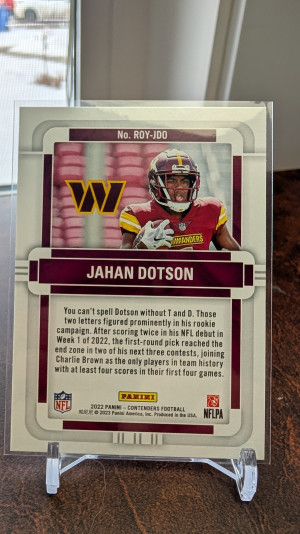 No. ROY-JDO
W
COMMANDERS
JAHAN DOTSON
You can't spell Dotson without T and D. Those
two letters figured prominently in his rookie
campaign. After scoring twice in his NFL debut in
Week 1 of 2022, the first-round pick reached the
end zone in two of his next three contests, joining
Charlie Brown as the only players in team history
with at least four scores in their first four games.
NFL
PANINI
NFLPA
2022 PANINI – CONTENDERS FOOTBALL
© 2023 Panini America, Inc. Produced in the USA.